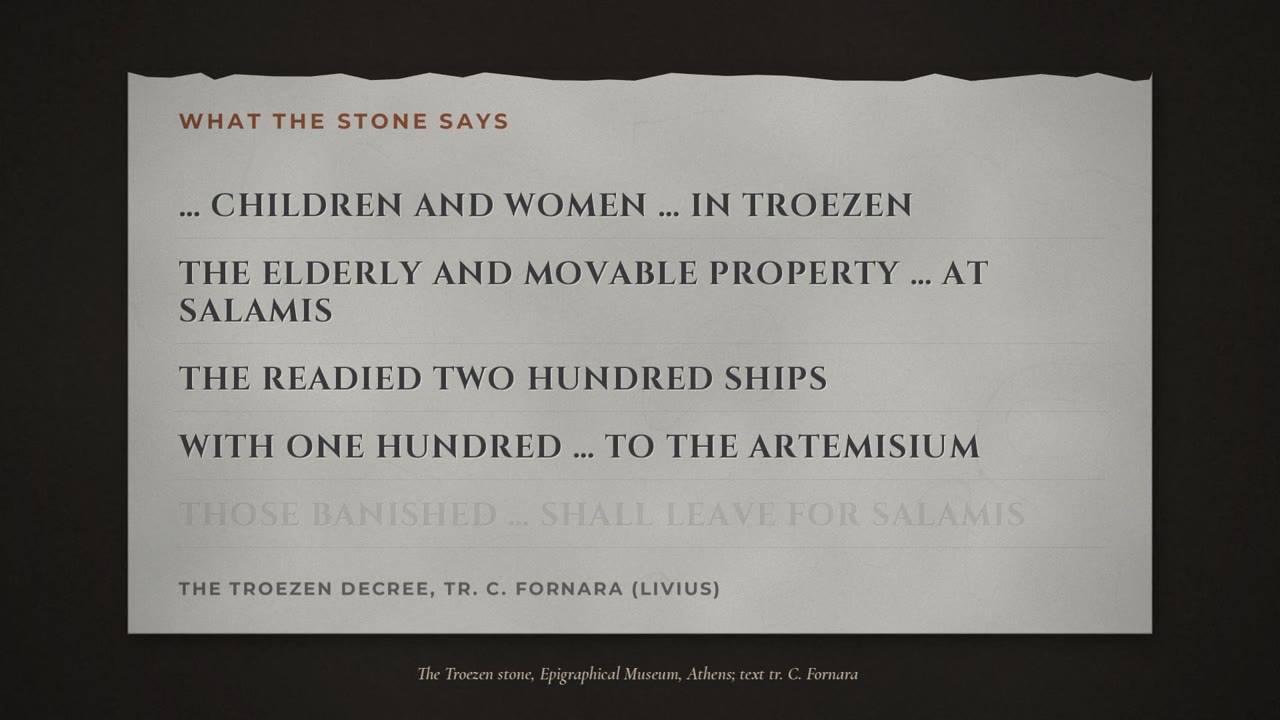 WHAT THE STONE SAYS
… CHILDREN AND WOMEN … IN TROEZEN
THE ELDERLY AND MOVABLE PROPERTY … AT
SALAMIS
THE READIED TWO HUNDRED SHIPS
WITH ONE HUNDRED … TO THE ARTEMISIUM
THOSE BANISHED … SHALL LEAVE FOR SALAMIS
THE TROEZEN DECREE, TR. C. FORNARA (LIVIUS)
The Troezen stone, Epigraphical Museum, Athens; text tr. C. Fornara